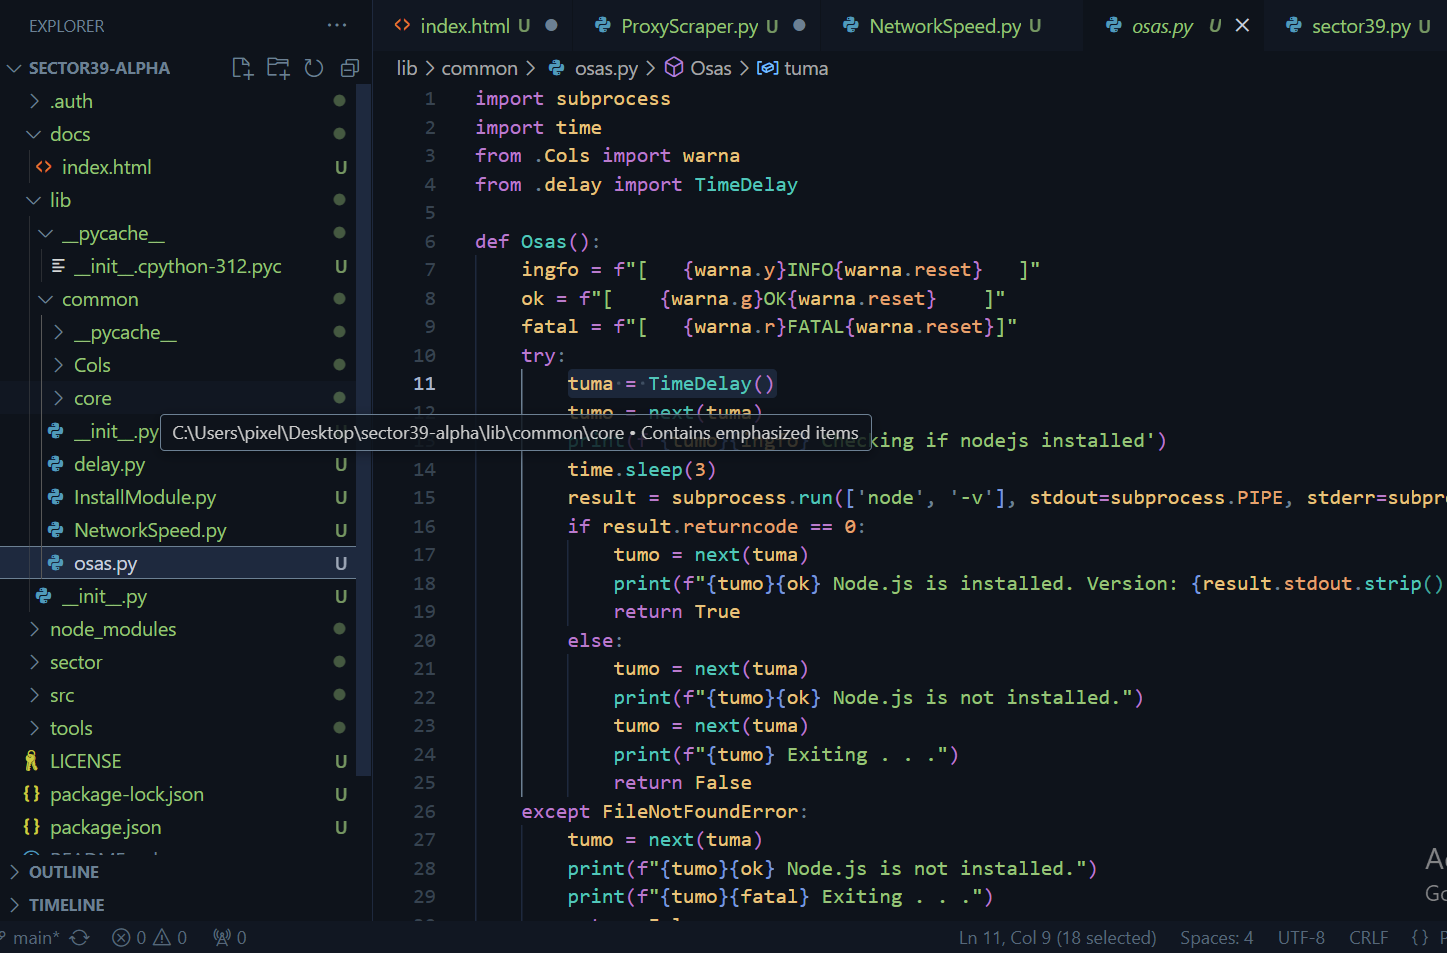 EXPLORER
SECTOR39-ALPHA
.auth
docs
index.html U
lib
__pycache__
__init__.cpython-312.pyc U
common
__pycache__
Cols
core
__init__.py
delay.py U
InstallModule.py U
NetworkSpeed.py U
osas.py U
__init__.py U
node_modules
sector
src
tools
LICENSE U
package-lock.json U
package.json U
OUTLINE
TIMELINE
index.html U ProxyScraper.py U NetworkSpeed.py U osas.py U sector39.py U
lib > common > osas.py > Osas > tuma
1 import subprocess
2 import time
3 from .Cols import warna
4 from .delay import TimeDelay
5
6 def Osas():
7 ingfo = f"[   {warna.y}INFO{warna.reset}   ]"
8 ok = f"[    {warna.g}OK{warna.reset}    ]"
9 fatal = f"[   {warna.r}FATAL{warna.reset}]"
10 try:
11 tuma = TimeDelay()
12 tumo = next(tuma)
C:\Users\pixel\Desktop\sector39-alpha\lib\common\core • Contains emphasized items
print(f"{tumo}{ingfo} Checking if nodejs installed')
14 time.sleep(3)
15 result = subprocess.run(['node', '-v'], stdout=subprocess.PIPE, stderr=subpr
16 if result.returncode == 0:
17 tumo = next(tuma)
18 print(f"{tumo}{ok} Node.js is installed. Version: {result.stdout.strip()
19 return True
20 else:
21 tumo = next(tuma)
22 print(f"{tumo}{ok} Node.js is not installed.")
23 tumo = next(tuma)
24 print(f"{tumo} Exiting . . .")
25 return False
26 except FileNotFoundError:
27 tumo = next(tuma)
28 print(f"{tumo}{ok} Node.js is not installed.")
29 print(f"{tumo}{fatal} Exiting . . .")
main* 0 0 0 Ln 11, Col 9 (18 selected) Spaces: 4 UTF-8 CRLF {} P